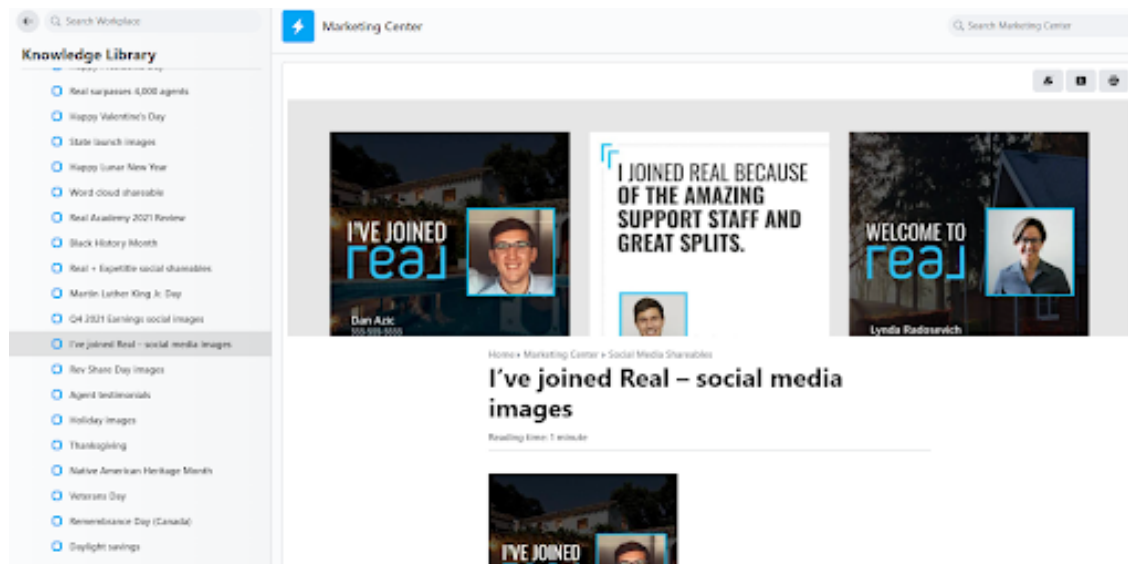 Search Workplace
Knowledge Library
Real surpasses 4,000 agents
Happy Valentine's Day
State launch images
Happy Lunar New Year
Word cloud shareable
Real Academy 2021 Review
Black History Month
Real + Expetitle social shareables
Martin Luther King Jr. Day
Q4 2021 Earnings social images
I've joined Real – social media images
Rev Share Day images
Agent testimonials
Holiday images
Thanksgiving
Native American Heritage Month
Veterans Day
Remembrance Day (Canada)
Daylight savings
Marketing Center
Search Marketing Center
I'VE JOINED
real
Dan Azic
555-555-5555
I JOINED REAL BECAUSE
OF THE AMAZING
SUPPORT STAFF AND
GREAT SPLITS.
WELCOME TO
real
Lynda Radosevich
Home » Marketing Center » Social Media Shareables
I've joined Real – social media
images
Reading time: 1 minute
I'VE JOINED